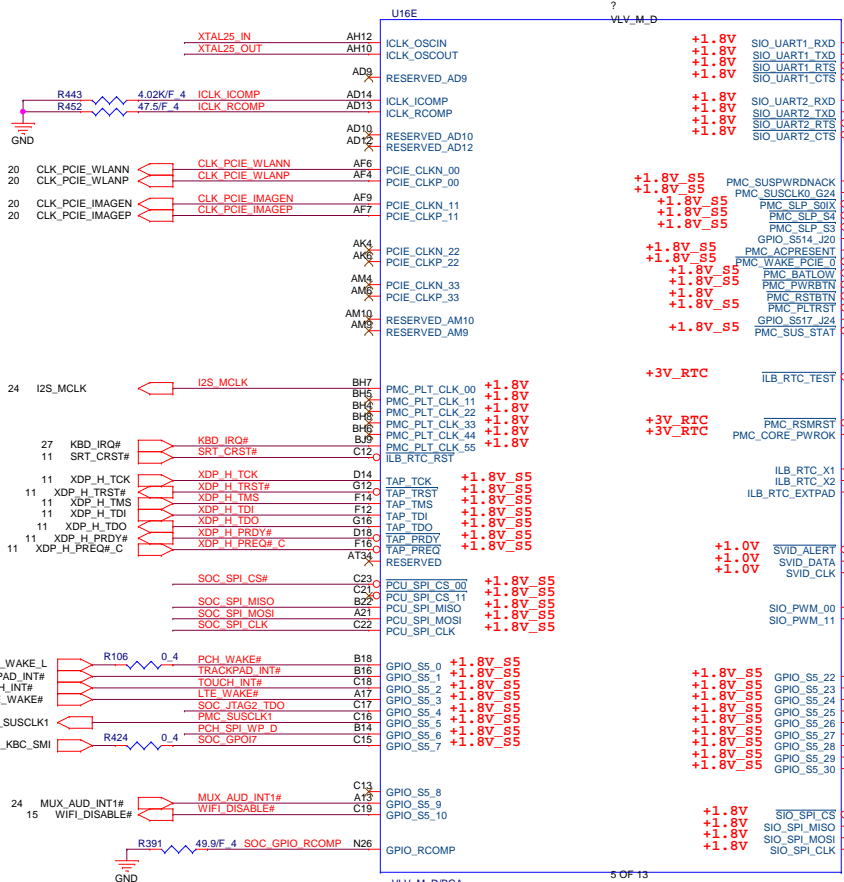 U16E
?
VLV_M_D
XTAL25_IN AH12 ICLK_OSCIN +1.8V SIO_UART1_RXD
XTAL25_OUT AH10 ICLK_OSCOUT +1.8V SIO_UART1_TXD
+1.8V SIO_UART1_RTS
AD9 RESERVED_AD9 +1.8V SIO_UART1_CTS
R443 4.02K/F_4 ICLK_ICOMP AD14 ICLK_ICOMP +1.8V SIO_UART2_RXD
R452 47.5/F_4 ICLK_RCOMP AD13 ICLK_RCOMP +1.8V SIO_UART2_TXD
GND
+1.8V SIO_UART2_RTS
AD10 RESERVED_AD10 +1.8V SIO_UART2_CTS
AD12 RESERVED_AD12
20 CLK_PCIE_WLANN CLK_PCIE_WLANN AF6 PCIE_CLKN_00
20 CLK_PCIE_WLANP CLK_PCIE_WLANP AF4 PCIE_CLKP_00 +1.8V_S5 PMC_SUSPWRDNACK
+1.8V_S5 PMC_SUSCLK0_G24
20 CLK_PCIE_IMAGEN CLK_PCIE_IMAGEN AF9 PCIE_CLKN_11 +1.8V_S5 PMC_SLP_S0IX
20 CLK_PCIE_IMAGEP CLK_PCIE_IMAGEP AF7 PCIE_CLKP_11 +1.8V_S5 PMC_SLP_S4
+1.8V_S5 PMC_SLP_S3
GPIO_S514_J20
AK4 PCIE_CLKN_22 +1.8V_S5 PMC_ACPRESENT
AK6 PCIE_CLKP_22 +1.8V_S5 PMC_WAKE_PCIE_0
+1.8V_S5 PMC_BATLOW
AM4 PCIE_CLKN_33 +1.8V_S5 PMC_PWRBTN
AM6 PCIE_CLKP_33 +1.8V PMC_RSTBTN
+1.8V_S5 PMC_PLTRST
AM10 RESERVED_AM10 GPIO_S517_J24
AM9 RESERVED_AM9 +1.8V_S5 PMC_SUS_STAT
+3V_RTC ILB_RTC_TEST
24 I2S_MCLK I2S_MCLK BH7 PMC_PLT_CLK_00 +1.8V
BH5 PMC_PLT_CLK_11 +1.8V
BH4 PMC_PLT_CLK_22 +1.8V
BH8 PMC_PLT_CLK_33 +1.8V +3V_RTC PMC_RSMRST
BH6 PMC_PLT_CLK_44 +1.8V +3V_RTC PMC_CORE_PWROK
27 KBD_IRQ# KBD_IRQ# BJ9 PMC_PLT_CLK_55 +1.8V
11 SRT_CRST# SRT_CRST# C12 ILB_RTC_RST
ILB_RTC_X1
11 XDP_H_TCK XDP_H_TCK D14 TAP_TCK +1.8V_S5 ILB_RTC_X2
11 XDP_H_TRST# XDP_H_TRST# G12 TAP_TRST +1.8V_S5 ILB_RTC_EXTPAD
11 XDP_H_TMS XDP_H_TMS F14 TAP_TMS +1.8V_S5
11 XDP_H_TDI XDP_H_TDI F12 TAP_TDI +1.8V_S5
11 XDP_H_TDO XDP_H_TDO G16 TAP_TDO +1.8V_S5
11 XDP_H_PRDY# XDP_H_PRDY# D18 TAP_PRDY +1.8V_S5
11 XDP_H_PREQ#_C XDP_H_PREQ#_C F16 TAP_PREQ +1.8V_S5 +1.0V SVID_ALERT
AT34 RESERVED +1.0V SVID_DATA
+1.0V SVID_CLK
SOC_SPI_CS# C23 PCU_SPI_CS_00 +1.8V_S5
C21 PCU_SPI_CS_11 +1.8V_S5
SOC_SPI_MISO B22 PCU_SPI_MISO +1.8V_S5 SIO_PWM_00
SOC_SPI_MOSI A21 PCU_SPI_MOSI +1.8V_S5 SIO_PWM_11
SOC_SPI_CLK C22 PCU_SPI_CLK +1.8V_S5
_WAKE_L R106 0_4 PCH_WAKE# B18 GPIO_S5_0 +1.8V_S5
PAD_INT# TRACKPAD_INT# B16 GPIO_S5_1 +1.8V_S5 +1.8V_S5 GPIO_S5_22
H_INT# TOUCH_INT# C18 GPIO_S5_2 +1.8V_S5 +1.8V_S5 GPIO_S5_23
E_WAKE# LTE_WAKE# A17 GPIO_S5_3 +1.8V_S5 +1.8V_S5 GPIO_S5_24
SOC_JTAG2_TDO C17 GPIO_S5_4 +1.8V_S5 +1.8V_S5 GPIO_S5_25
_SUSCLK1 PMC_SUSCLK1 C16 GPIO_S5_5 +1.8V_S5 +1.8V_S5 GPIO_S5_26
PCH_SPI_WP_D B14 GPIO_S5_6 +1.8V_S5 +1.8V_S5 GPIO_S5_27
_KBC_SMI R424 0_4 SOC_GPOI7 C15 GPIO_S5_7 +1.8V_S5 +1.8V_S5 GPIO_S5_28
+1.8V_S5 GPIO_S5_29
+1.8V_S5 GPIO_S5_30
C13 GPIO_S5_8
24 MUX_AUD_INT1# MUX_AUD_INT1# A13 GPIO_S5_9
15 WIFI_DISABLE# WIFI_DISABLE# C19 GPIO_S5_10 +1.8V SIO_SPI_CS
+1.8V SIO_SPI_MISO
+1.8V SIO_SPI_MOSI
R391 49.9/F_4 SOC_GPIO_RCOMP N26 GPIO_RCOMP +1.8V SIO_SPI_CLK
GND
5 OF 13
VLV_M_D/BGA